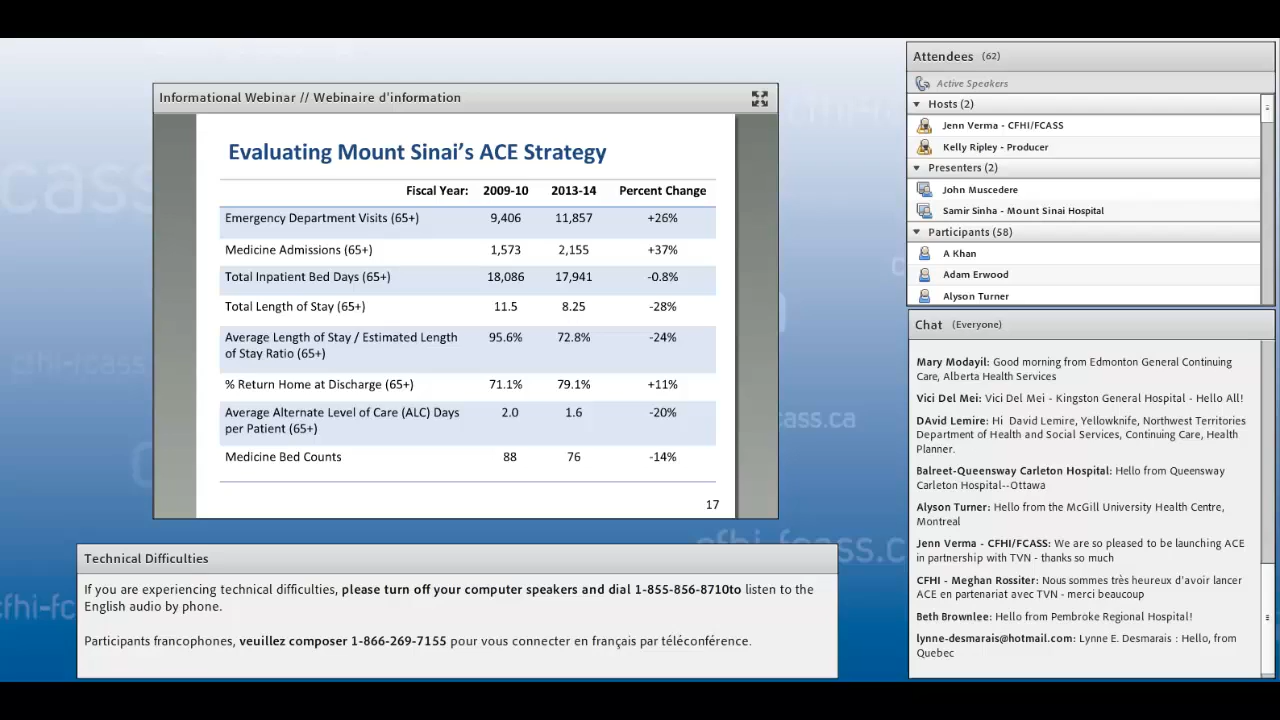 Informational Webinar // Webinaire d'information
Evaluating Mount Sinai's ACE Strategy
Fiscal Year: 2009-10 2013-14 Percent Change
Emergency Department Visits (65+) 9,406 11,857 +26%
Medicine Admissions (65+) 1,573 2,155 +37%
Total Inpatient Bed Days (65+) 18,086 17,941 -0.8%
Total Length of Stay (65+) 11.5 8.25 -28%
Average Length of Stay / Estimated Length 95.6% 72.8% -24%
of Stay Ratio (65+)
% Return Home at Discharge (65+) 71.1% 79.1% +11%
Average Alternate Level of Care (ALC) Days 2.0 1.6 -20%
per Patient (65+)
Medicine Bed Counts 88 76 -14%
17
Technical Difficulties
If you are experiencing technical difficulties, please turn off your computer speakers and dial 1-855-856-8710to listen to the
English audio by phone.
Participants francophones, veuillez composer 1-866-269-7155 pour vous connecter en français par téléconférence.
Attendees (62)
Active Speakers
Hosts (2)
Jenn Verma - CFHI/FCASS
Kelly Ripley - Producer
Presenters (2)
John Muscedere
Samir Sinha - Mount Sinai Hospital
Participants (58)
A Khan
Adam Erwood
Alyson Turner
Chat (Everyone)
Mary Modayil: Good morning from Edmonton General Continuing
Care, Alberta Health Services
Vici Del Mei: Vici Del Mei - Kingston General Hospital - Hello All!
DAvid Lemire: Hi David Lemire, Yellowknife, Northwest Territories
Department of Health and Social Services, Continuing Care, Health
Planner.
Balreet-Queensway Carleton Hospital: Hello from Queensway
Carleton Hospital--Ottawa
Alyson Turner: Hello from the McGill University Health Centre,
Montreal
Jenn Verma - CFHI/FCASS: We are so pleased to be launching ACE
in partnership with TVN - thanks so much
CFHI - Meghan Rossiter: Nous sommes très heureux d'avoir lancer
ACE en partenariat avec TVN - merci beaucoup
Beth Brownlee: Hello from Pembroke Regional Hospital!
lynne-desmarais@hotmail.com: Lynne E. Desmarais : Hello, from
Quebec
cass
cfhi-fcass
cass.ca
cfhi-fcass.c
cfhi-fc